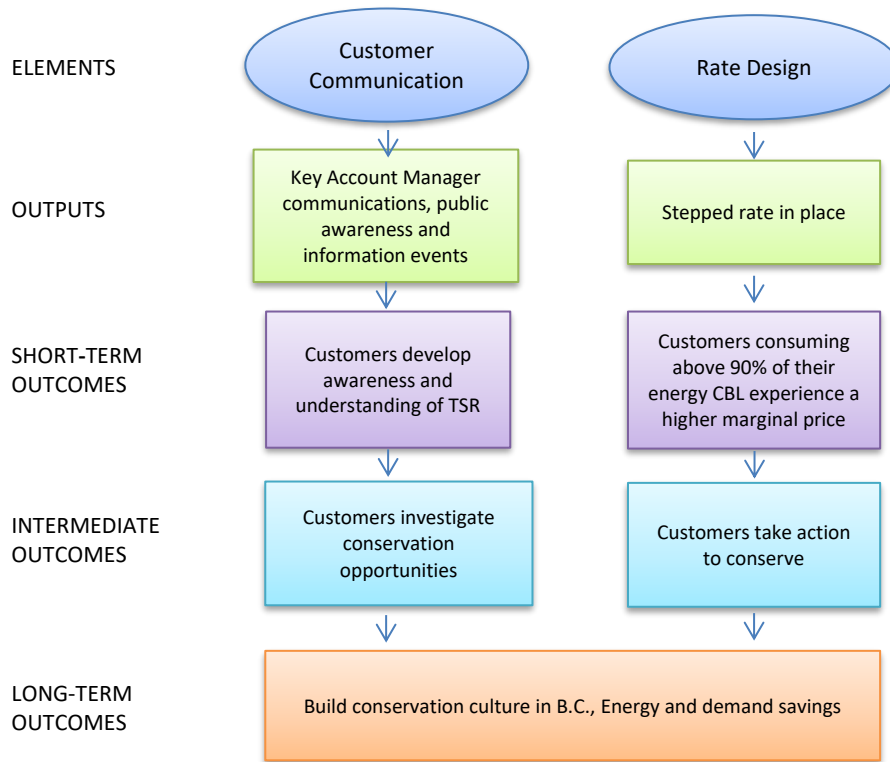 ELEMENTS
Customer
Communication
Rate Design
OUTPUTS
Key Account Manager
communications, public
awareness and
information events
Stepped rate in place
SHORT-TERM
OUTCOMES
Customers develop
awareness and
understanding of TSR
Customers consuming
above 90% of their
energy CBL experience a
higher marginal price
INTERMEDIATE
OUTCOMES
Customers investigate
conservation
opportunities
Customers take action
to conserve
LONG-TERM
OUTCOMES
Build conservation culture in B.C., Energy and demand savings